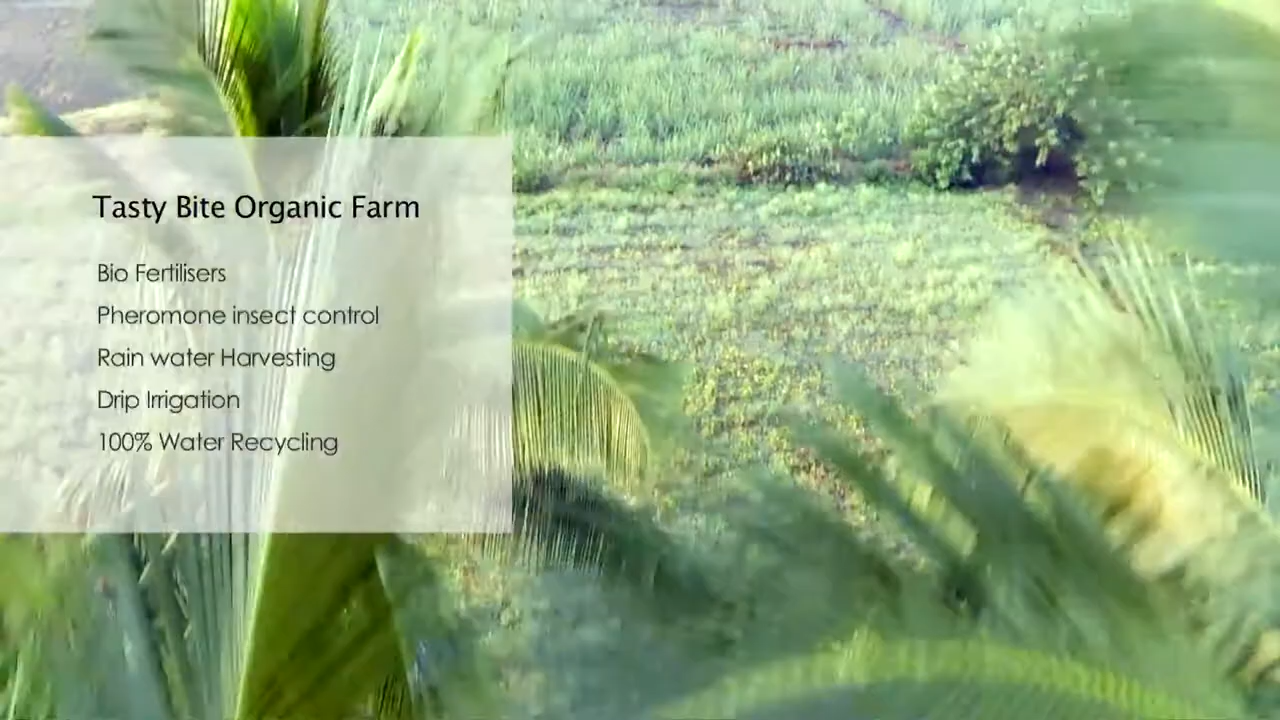 Tasty Bite Organic Farm
Bio Fertilisers
Pheromone insect control
Rain water Harvesting
Drip Irrigation
100% Water Recycling